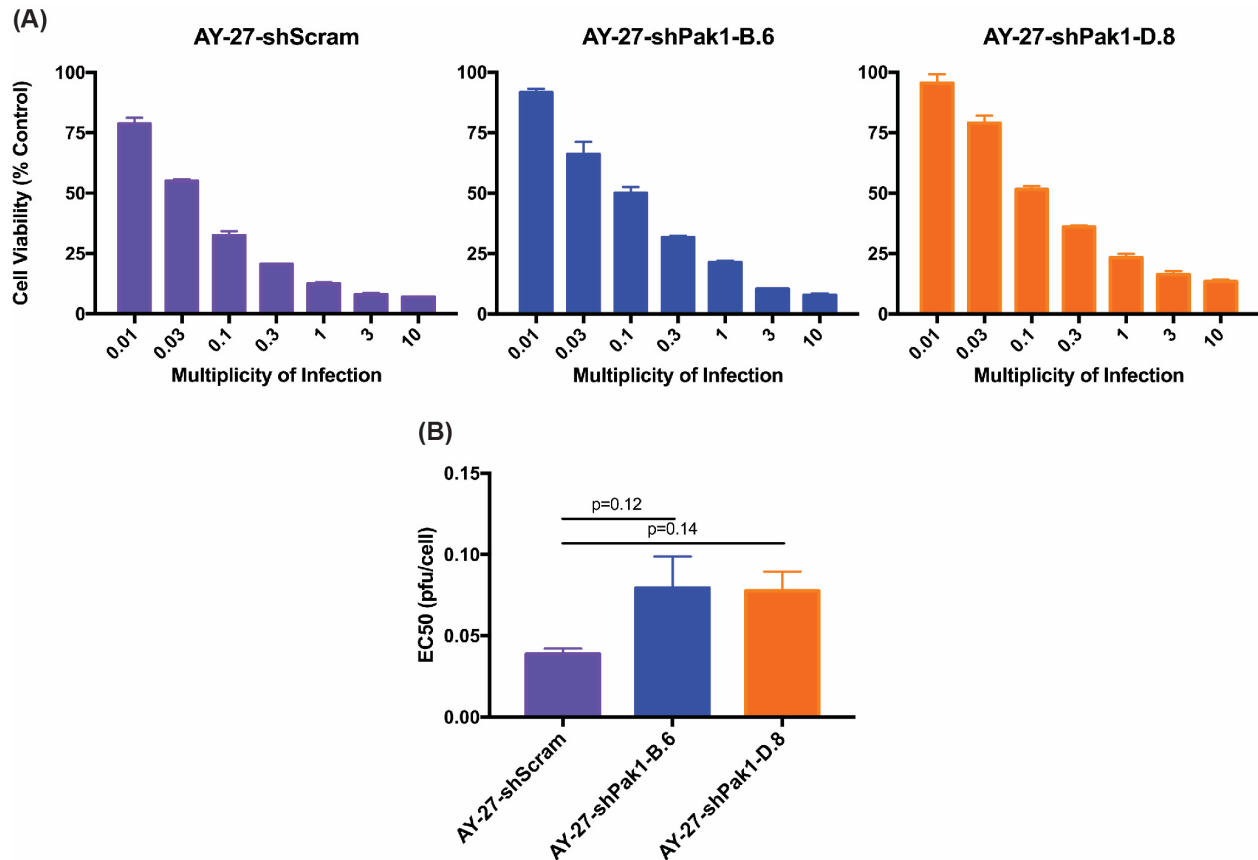 (A)
AY-27-shScram
AY-27-shPak1-B.6
AY-27-shPak1-D.8
Cell Viability (% Control)
100
75
50
25
0
0.01
0.03
0.1
0.3
1
3
10
Multiplicity of Infection
100
75
50
25
0
0.01
0.03
0.1
0.3
1
3
10
Multiplicity of Infection
100
75
50
25
0
0.01
0.03
0.1
0.3
1
3
10
Multiplicity of Infection
(B)
EC50 (pfu/cell)
0.15
0.10
0.05
0.00
p=0.12
p=0.14
AY-27-shScram
AY-27-shPak1-B.6
AY-27-shPak1-D.8